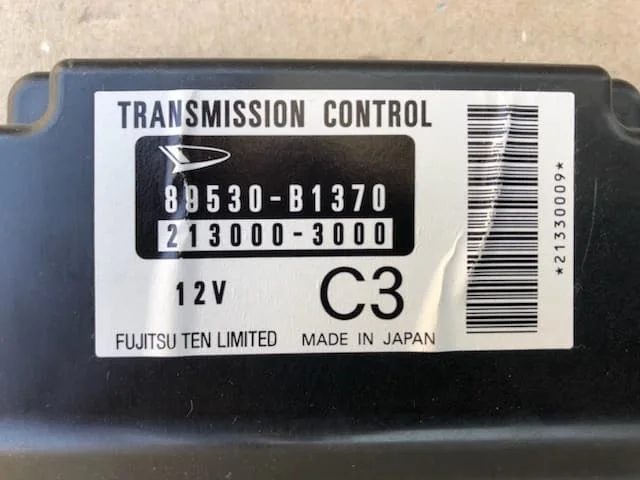 TRANSMISSION CONTROL
89530-B1370
213000-3000
12V C3
FUJITSU TEN LIMITED MADE IN JAPAN
*21330009*